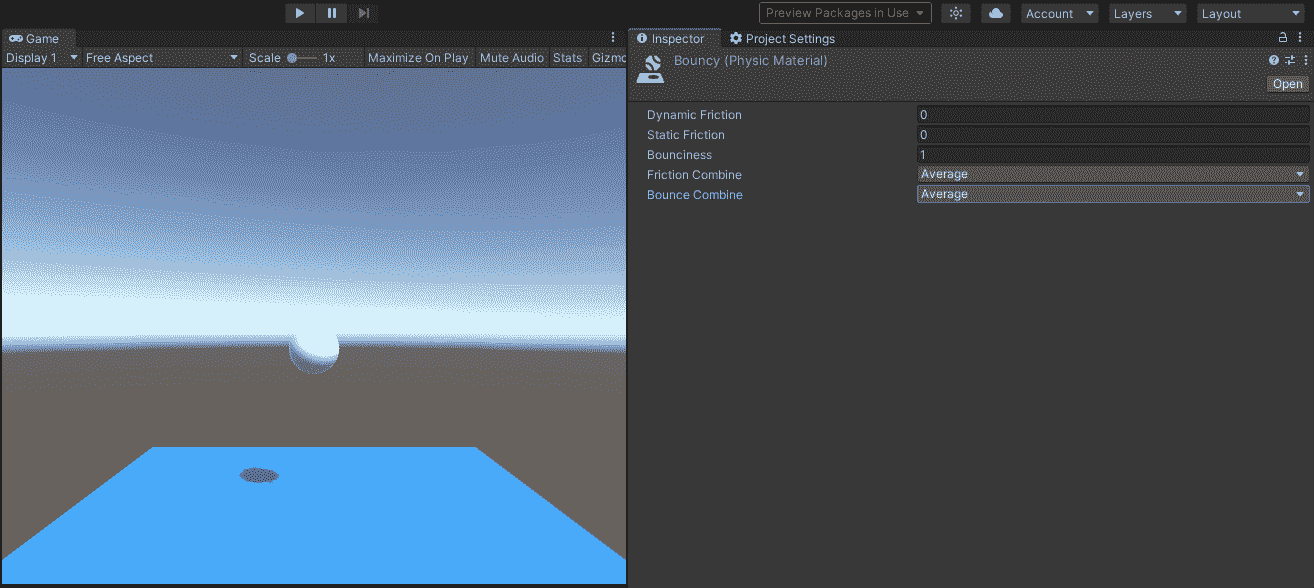 Preview Packages in Use
Account
Layers
Layout
Game
Display 1
Free Aspect
Scale
1x
Maximize On Play
Mute Audio
Stats
Gizmo
Inspector
Project Settings
Bouncy (Physic Material)
Open
Dynamic Friction
0
Static Friction
0
Bounciness
1
Friction Combine
Average
Bounce Combine
Average